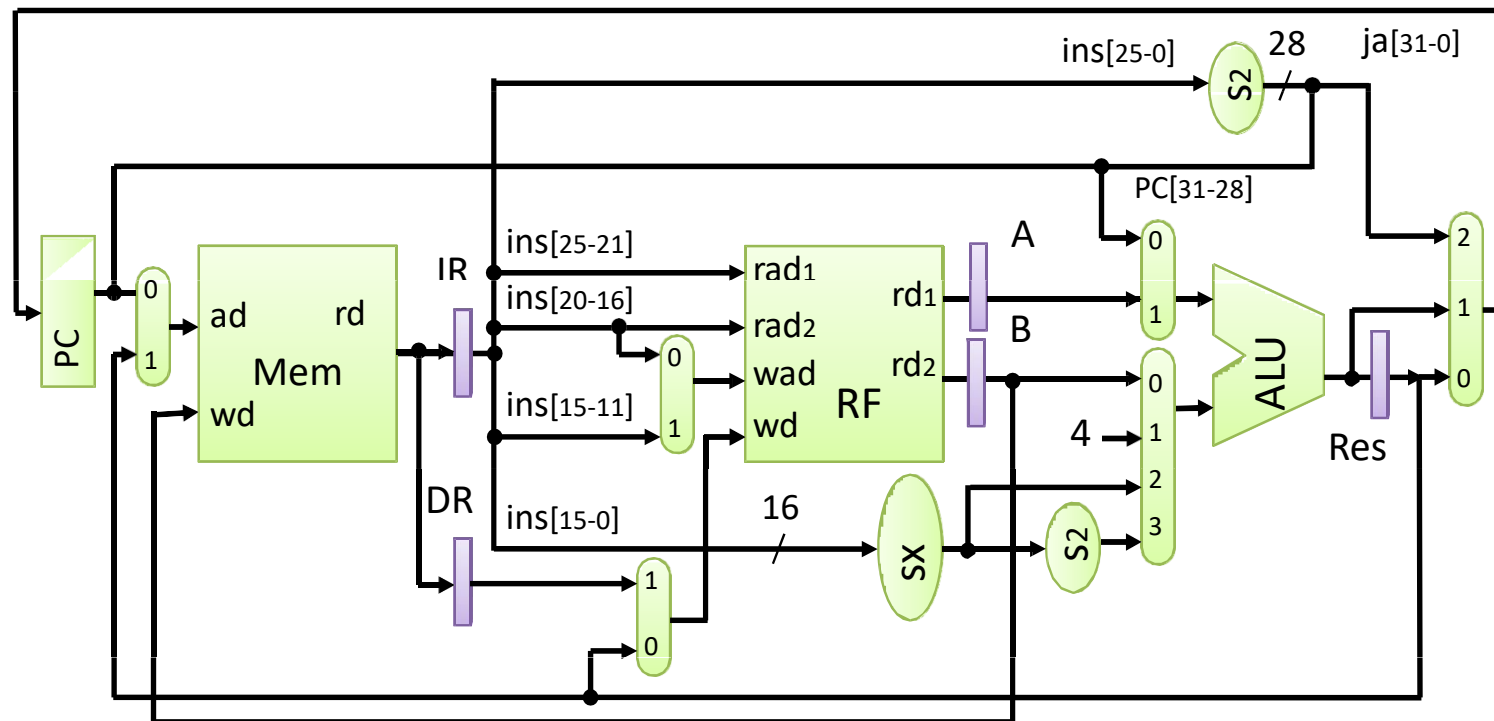 ins[25-0]
28
ja[31-0]
s2
PC[31-28]
PC
0
1
ad
rd
wd
Mem
IR
DR
ins[25-21]
ins[20-16]
ins[15-11]
ins[15-0]
0
1
1
0
rad1
rad2
wad
wd
rd1
rd2
RF
16
sx
s2
A
B
0
1
4
0
1
2
3
ALU
Res
2
1
0